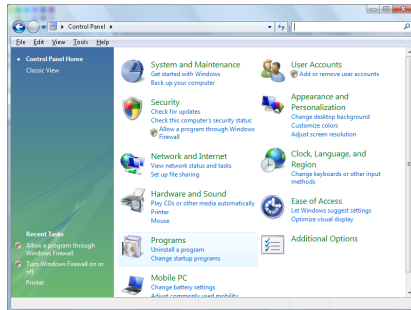 Control Panel
File Edit View Tools Help
Control Panel Home
Classic View
System and Maintenance
Get started with Windows
Back up your computer
Security
Check for updates
Check this computer's security status
Allow a program through Windows
Firewall
Network and Internet
View network status and tasks
Set up file sharing
Hardware and Sound
Play CDs or other media automatically
Printer
Mouse
Programs
Uninstall a program
Change startup programs
Mobile PC
Change battery settings
Adjust commonly used mobility
User Accounts
Add or remove user accounts
Appearance and
Personalization
Change desktop background
Customize colors
Adjust screen resolution
Clock, Language, and
Region
Change keyboards or other input
methods
Ease of Access
Let Windows suggest settings
Optimize visual display
Additional Options
Recent Tasks
Allow a program through
Windows Firewall
Turn Windows Firewall on or
off
Printer